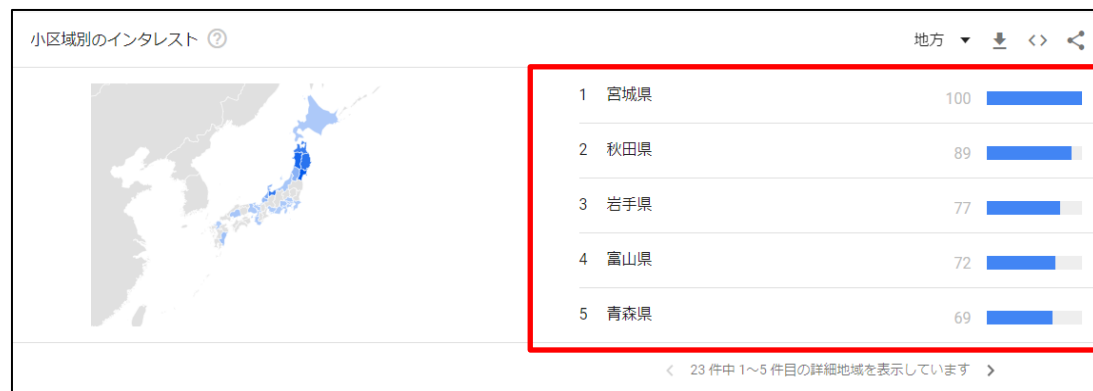 小区域別のインタレスト ?
地方
1 宮城県 100
2 秋田県 89
3 岩手県 77
4 富山県 72
5 青森県 69
23 件中 1～5 件目の詳細地域を表示しています